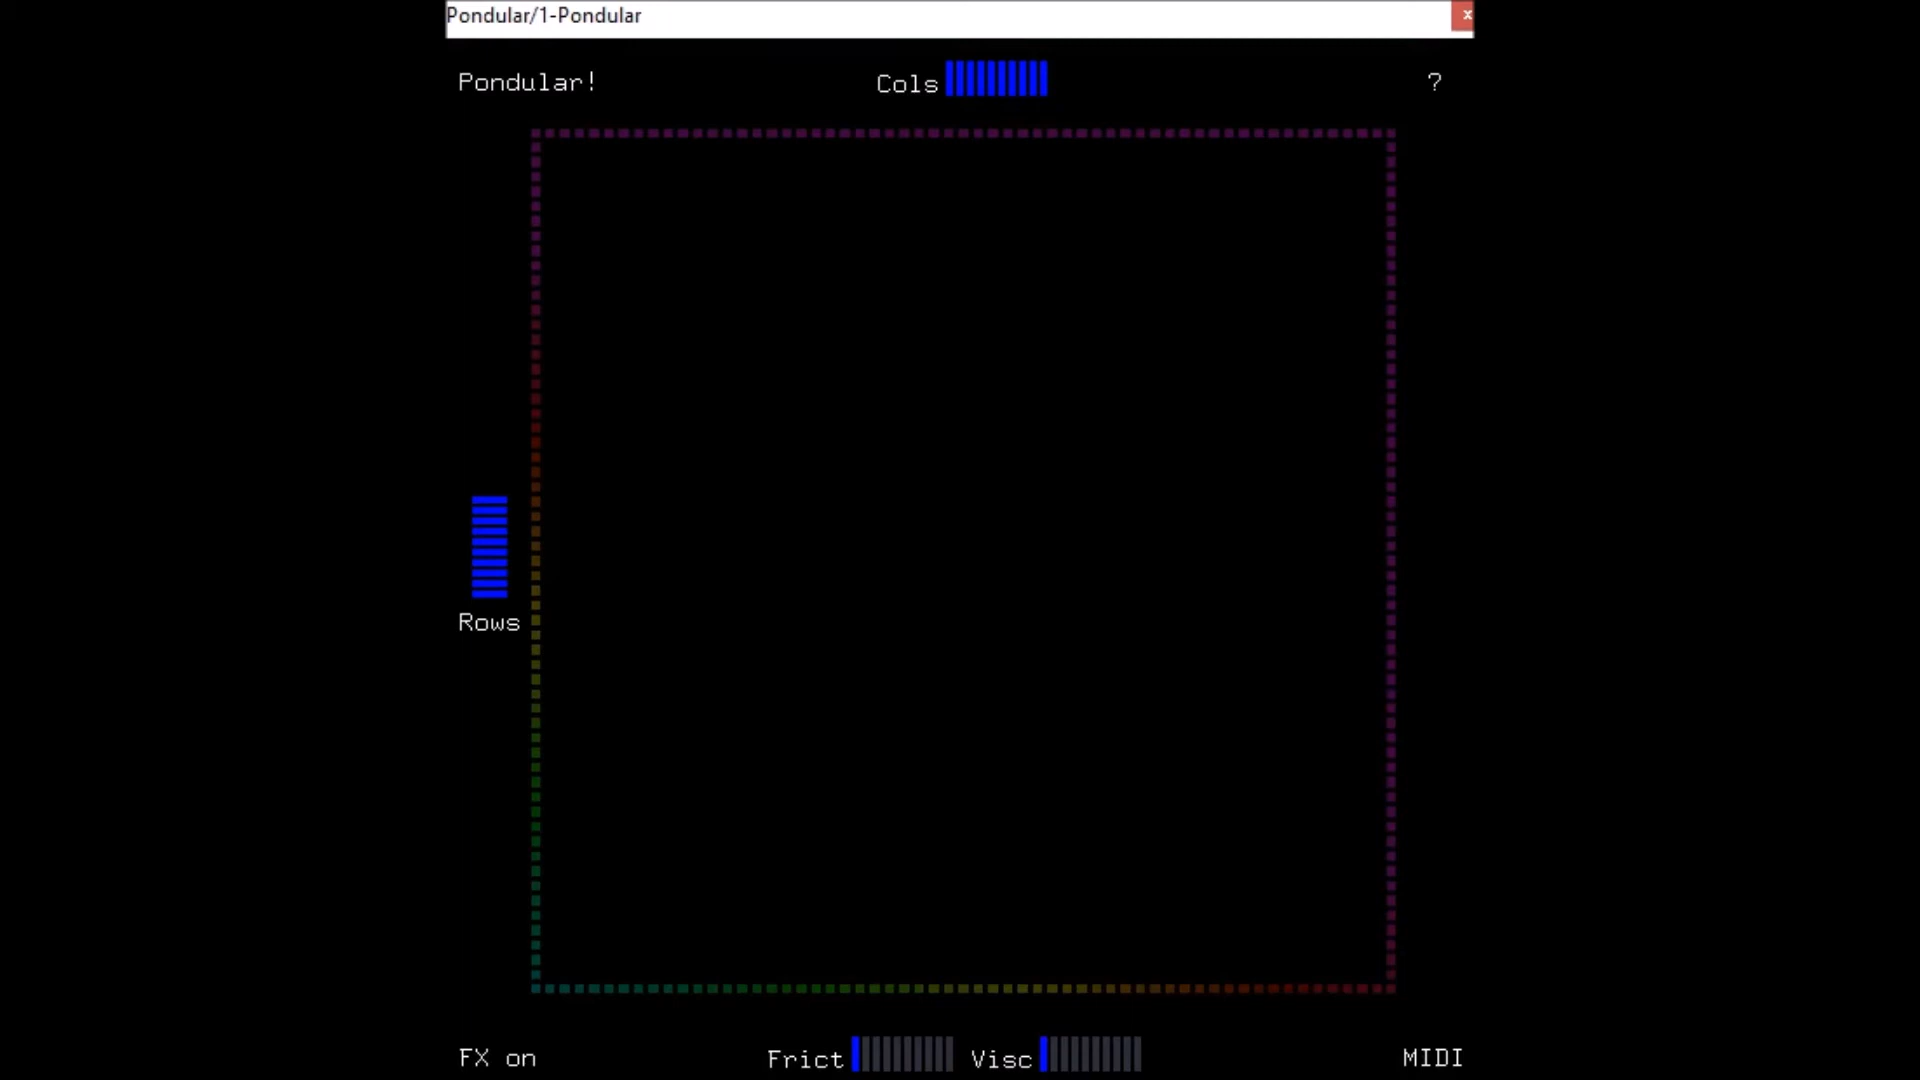 Pondular/1-Pondular
x
Pondular! Cols ?
Rows
FX on Frict Visc MIDI